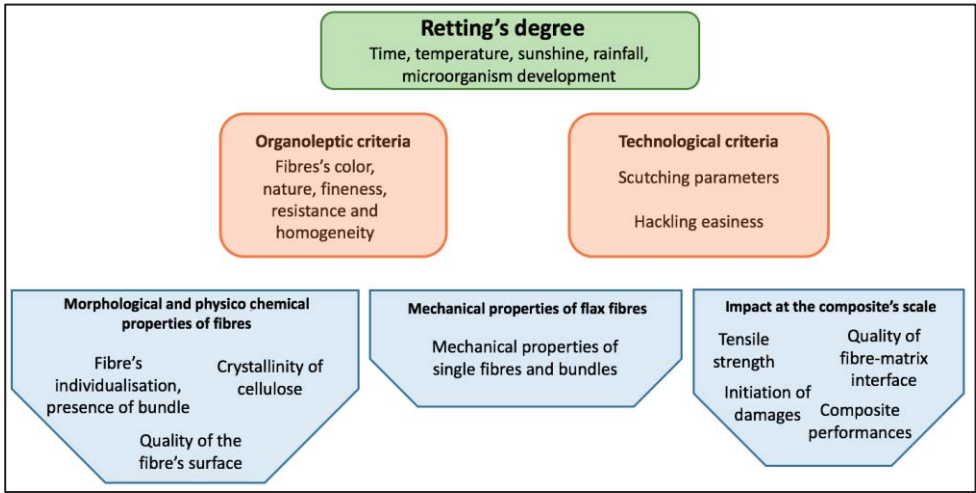 Retting's degree
Time, temperature, sunshine, rainfall,
microorganism development
Organoleptic criteria
Fibres's color,
nature, fineness,
resistance and
homogeneity
Technological criteria
Scutching parameters
Hackling easiness
Morphological and physico chemical
properties of fibres
Fibre's
individualisation,
presence of bundle
Crystallinity of
cellulose
Quality of the
fibre's surface
Mechanical properties of flax fibres
Mechanical properties of
single fibres and bundles
Impact at the composite's scale
Tensile
strength
Quality of
fibre-matrix
interface
Initiation of
damages
Composite
performances